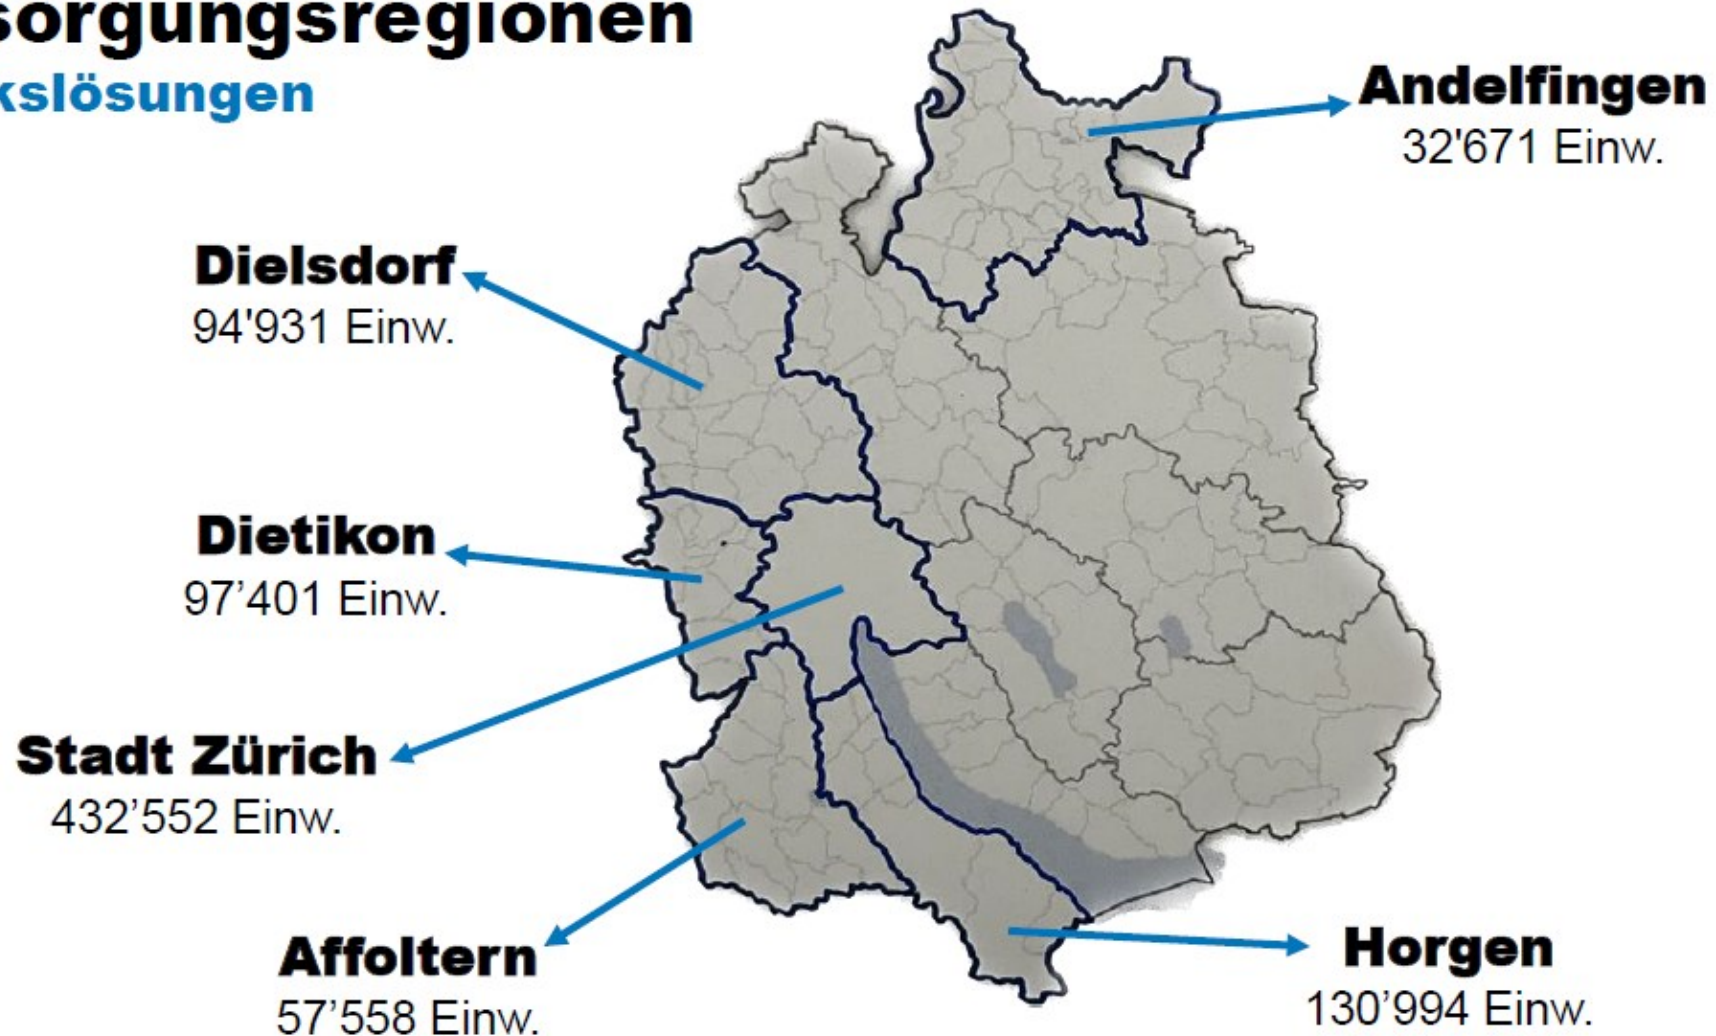 sorgungsregionen
kslösungen
Andelfingen
32'671 Einw.
Dielsdorf
94'931 Einw.
Dietikon
97’401 Einw.
Stadt Zürich
432’552 Einw.
Affoltern
57’558 Einw.
Horgen
130’994 Einw.